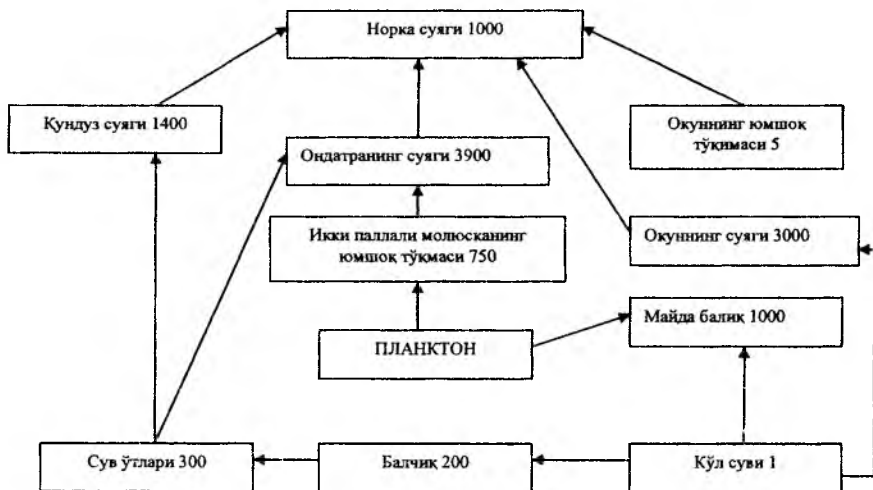 Норка суяги 1000
Қундуз суяги 1400
Окуннинг юмшоқ
тўқимаси 5
Ондатранинг суяги 3900
Икки паллали молюсканинг
юмшоқ тўқмаси 750
Окуннинг суяги 3000
Майда балиқ 1000
ПЛАНКТОН
Сув ўтлари 300
Балчиқ 200
Кўл суви 1